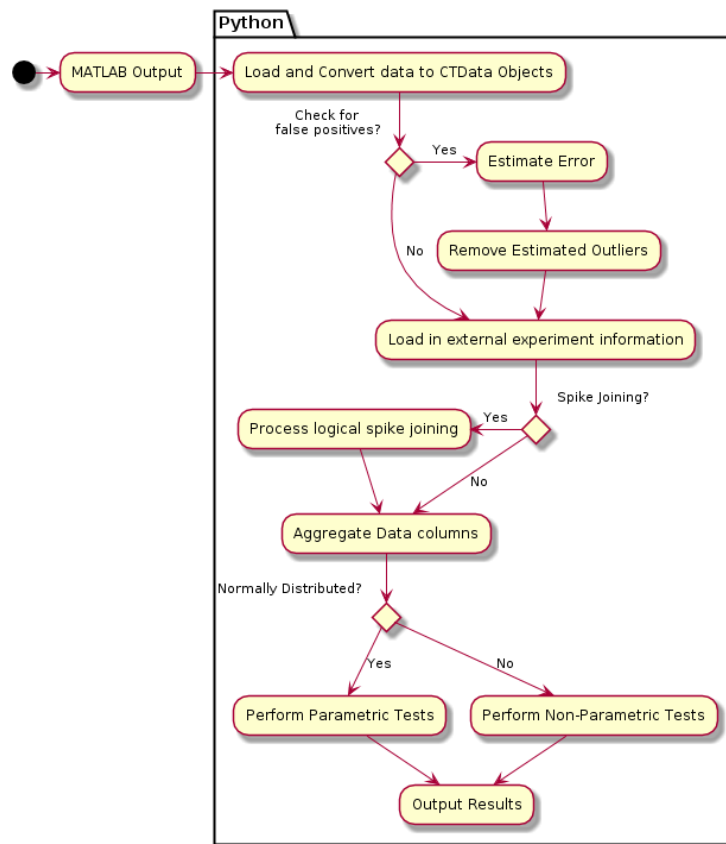 Python
MATLAB Output
Load and Convert data to CTData Objects
Check for
false positives?
Yes
Estimate Error
No
Remove Estimated Outliers
Load in external experiment information
Spike Joining?
Yes
Process logical spike joining
No
Aggregate Data columns
Normally Distributed?
Yes
No
Perform Parametric Tests
Perform Non-Parametric Tests
Output Results